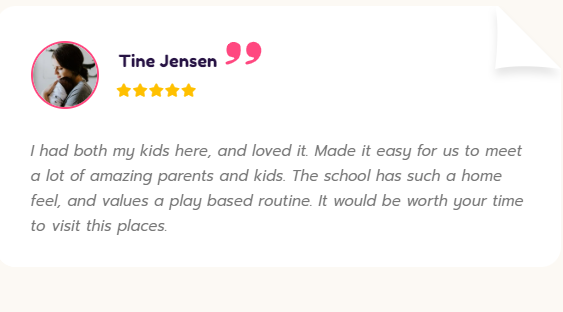 Tine Jensen ”
I had both my kids here, and loved it. Made it easy for us to meet
a lot of amazing parents and kids. The school has such a home
feel, and values a play based routine. It would be worth your time
to visit this places.